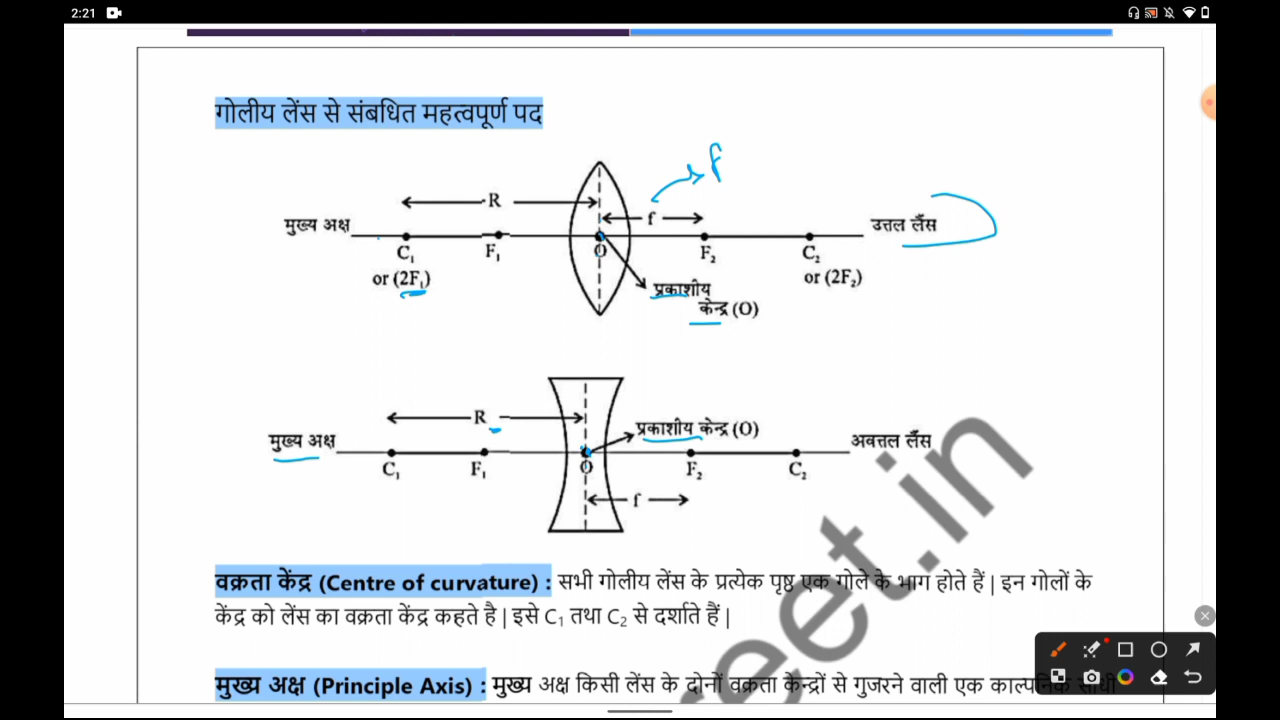 2:21
गोलीय लेंस से संबधित महत्वपूर्ण पद
f
R
मुख्य अक्ष
f
उत्तल लैंस
C₁
F₁
O
F₂
C₂
or (2F₁)
or (2F₂)
प्रकाशीय
केन्द्र (O)
R
प्रकाशीय केन्द्र (O)
मुख्य अक्ष
अवत्तल लैंस
C₁
F₁
O
F₂
C₂
f
वक्रता केंद्र (Centre of curvature) : सभी गोलीय लेंस के प्रत्येक पृष्ठ एक गोले के भाग होते हैं | इन गोलों के
केंद्र को लेंस का वक्रता केंद्र कहते है | इसे C₁ तथा C₂ से दर्शाते हैं |
मुख्य अक्ष (Principle Axis) : मुख्य अक्ष किसी लेंस के दोनों वक्रता केन्द्रों से गुजरने वाली एक काल्पनिक सीधी
reet.in